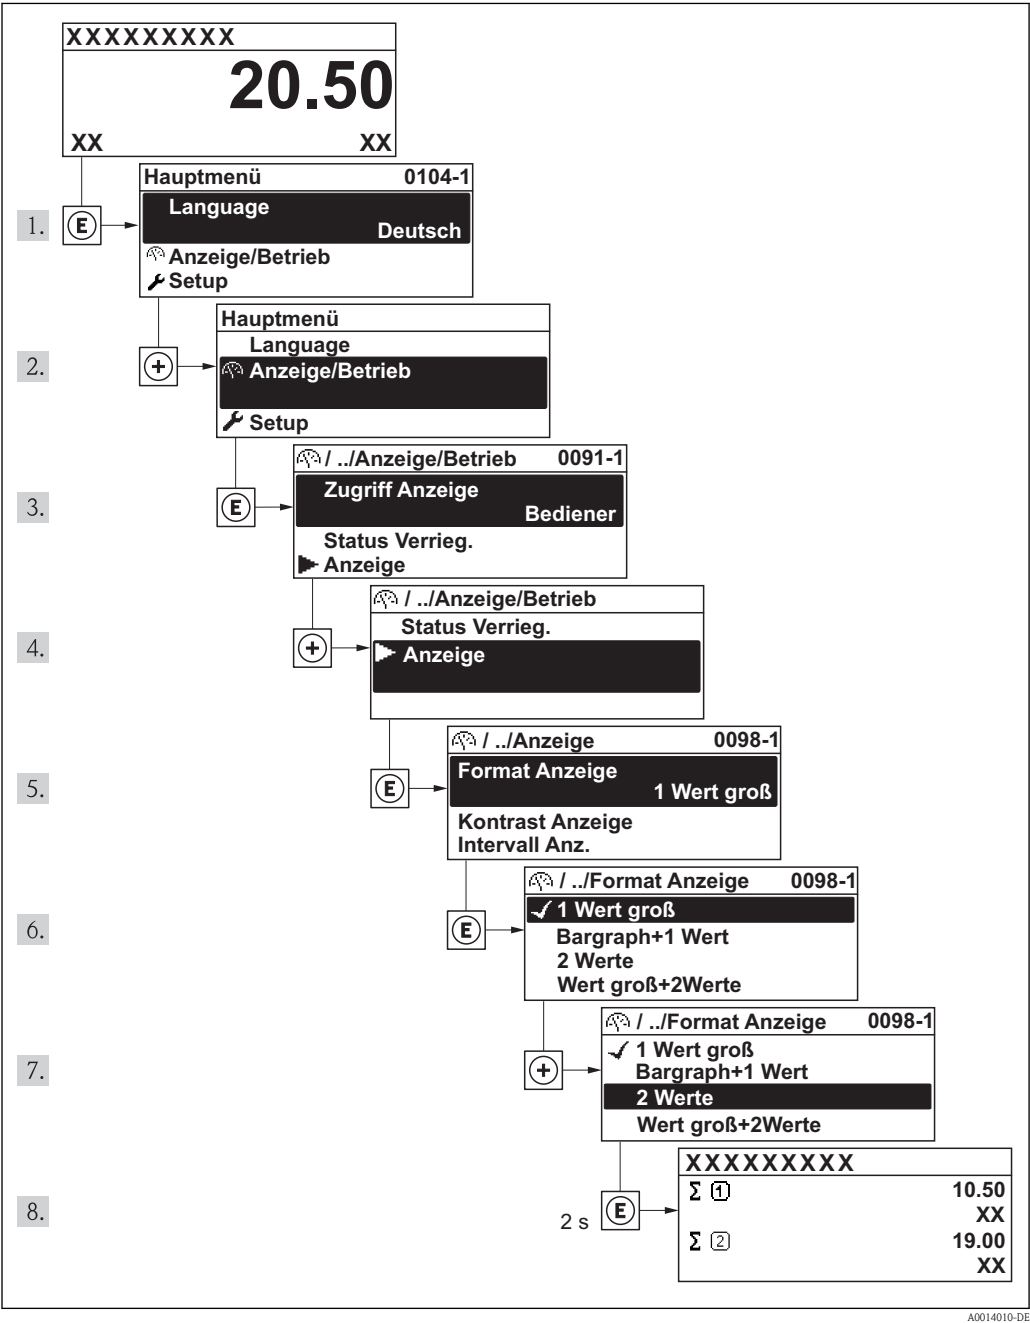 XXXXXXXXX
20.50
XX XX
Hauptmenü 0104-1
1. E Language
Deutsch
Anzeige/Betrieb
Setup
Hauptmenü
Language
2. + Anzeige/Betrieb
Setup
/ ../Anzeige/Betrieb 0091-1
3. E Zugriff Anzeige
Bediener
Status Verrieg.
Anzeige
/ ../Anzeige/Betrieb
Status Verrieg.
4. + Anzeige
/ ../Anzeige 0098-1
5. E Format Anzeige
1 Wert groß
Kontrast Anzeige
Intervall Anz.
/ ../Format Anzeige 0098-1
1 Wert groß
6. E Bargraph+1 Wert
2 Werte
Wert groß+2Werte
/ ../Format Anzeige 0098-1
1 Wert groß
7. + Bargraph+1 Wert
2 Werte
Wert groß+2Werte
XXXXXXXXX
Σ 1 10.50
8. 2 s E XX
Σ 2 19.00
XX
A0014010-DE